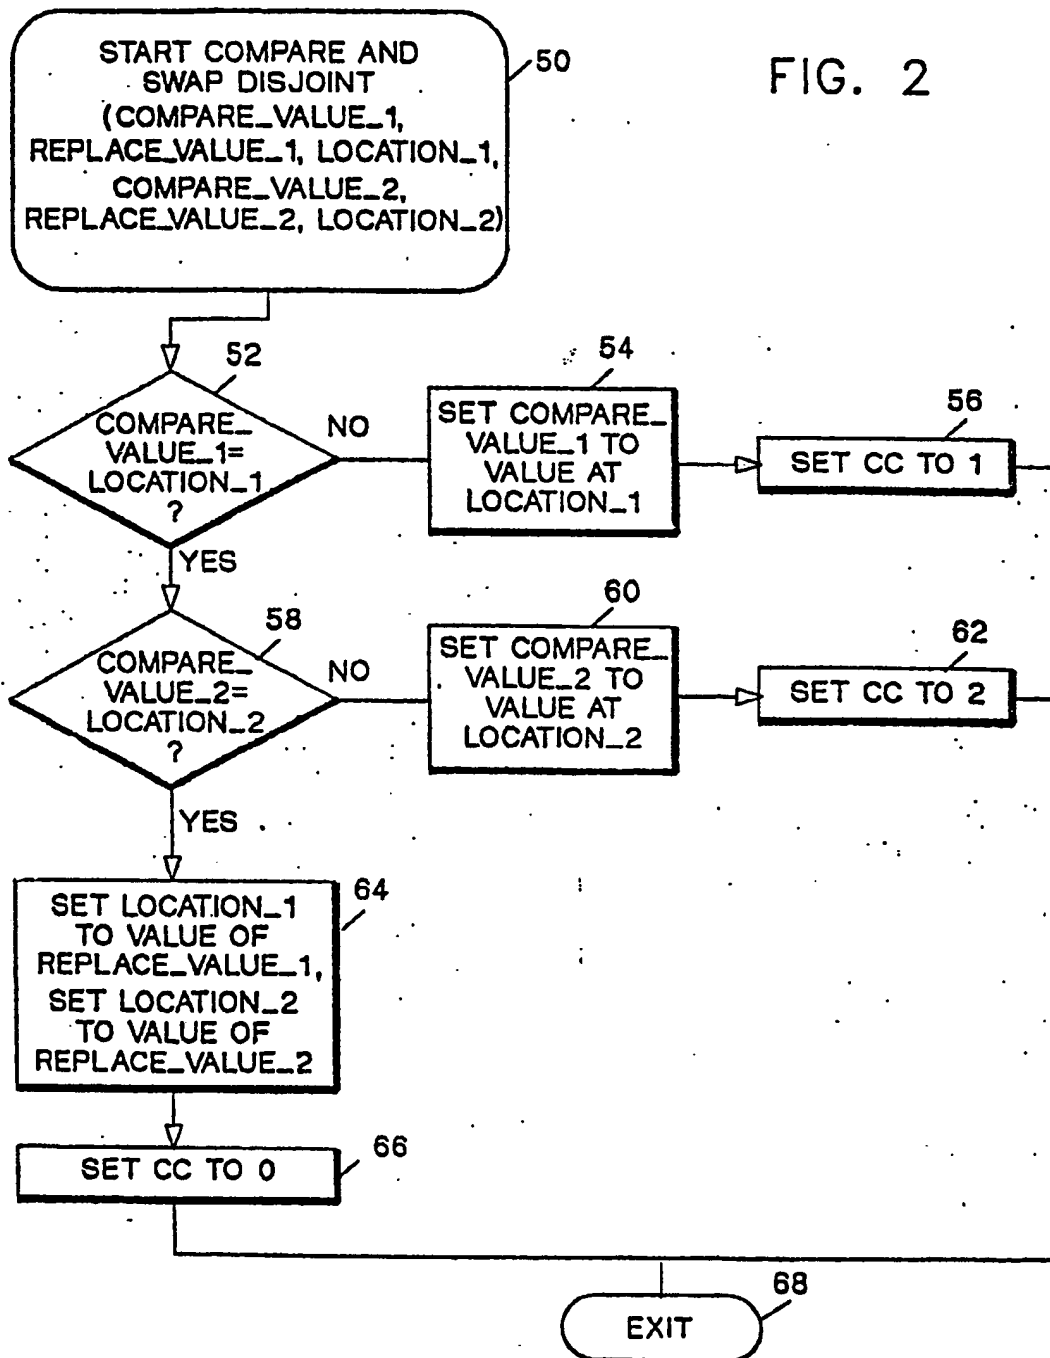 START COMPARE AND
SWAP DISJOINT
(COMPARE_VALUE_1,
REPLACE_VALUE_1, LOCATION_1,
COMPARE_VALUE_2,
REPLACE_VALUE_2, LOCATION_2)
50
FIG. 2
52
COMPARE_
VALUE_1=
LOCATION_1
?
NO
54
SET COMPARE_
VALUE_1 TO
VALUE AT
LOCATION_1
56
SET CC TO 1
YES
58
COMPARE_
VALUE_2=
LOCATION_2
?
NO
60
SET COMPARE_
VALUE_2 TO
VALUE AT
LOCATION_2
62
SET CC TO 2
YES
64
SET LOCATION_1
TO VALUE OF
REPLACE_VALUE_1,
SET LOCATION_2
TO VALUE OF
REPLACE_VALUE_2
66
SET CC TO 0
68
EXIT